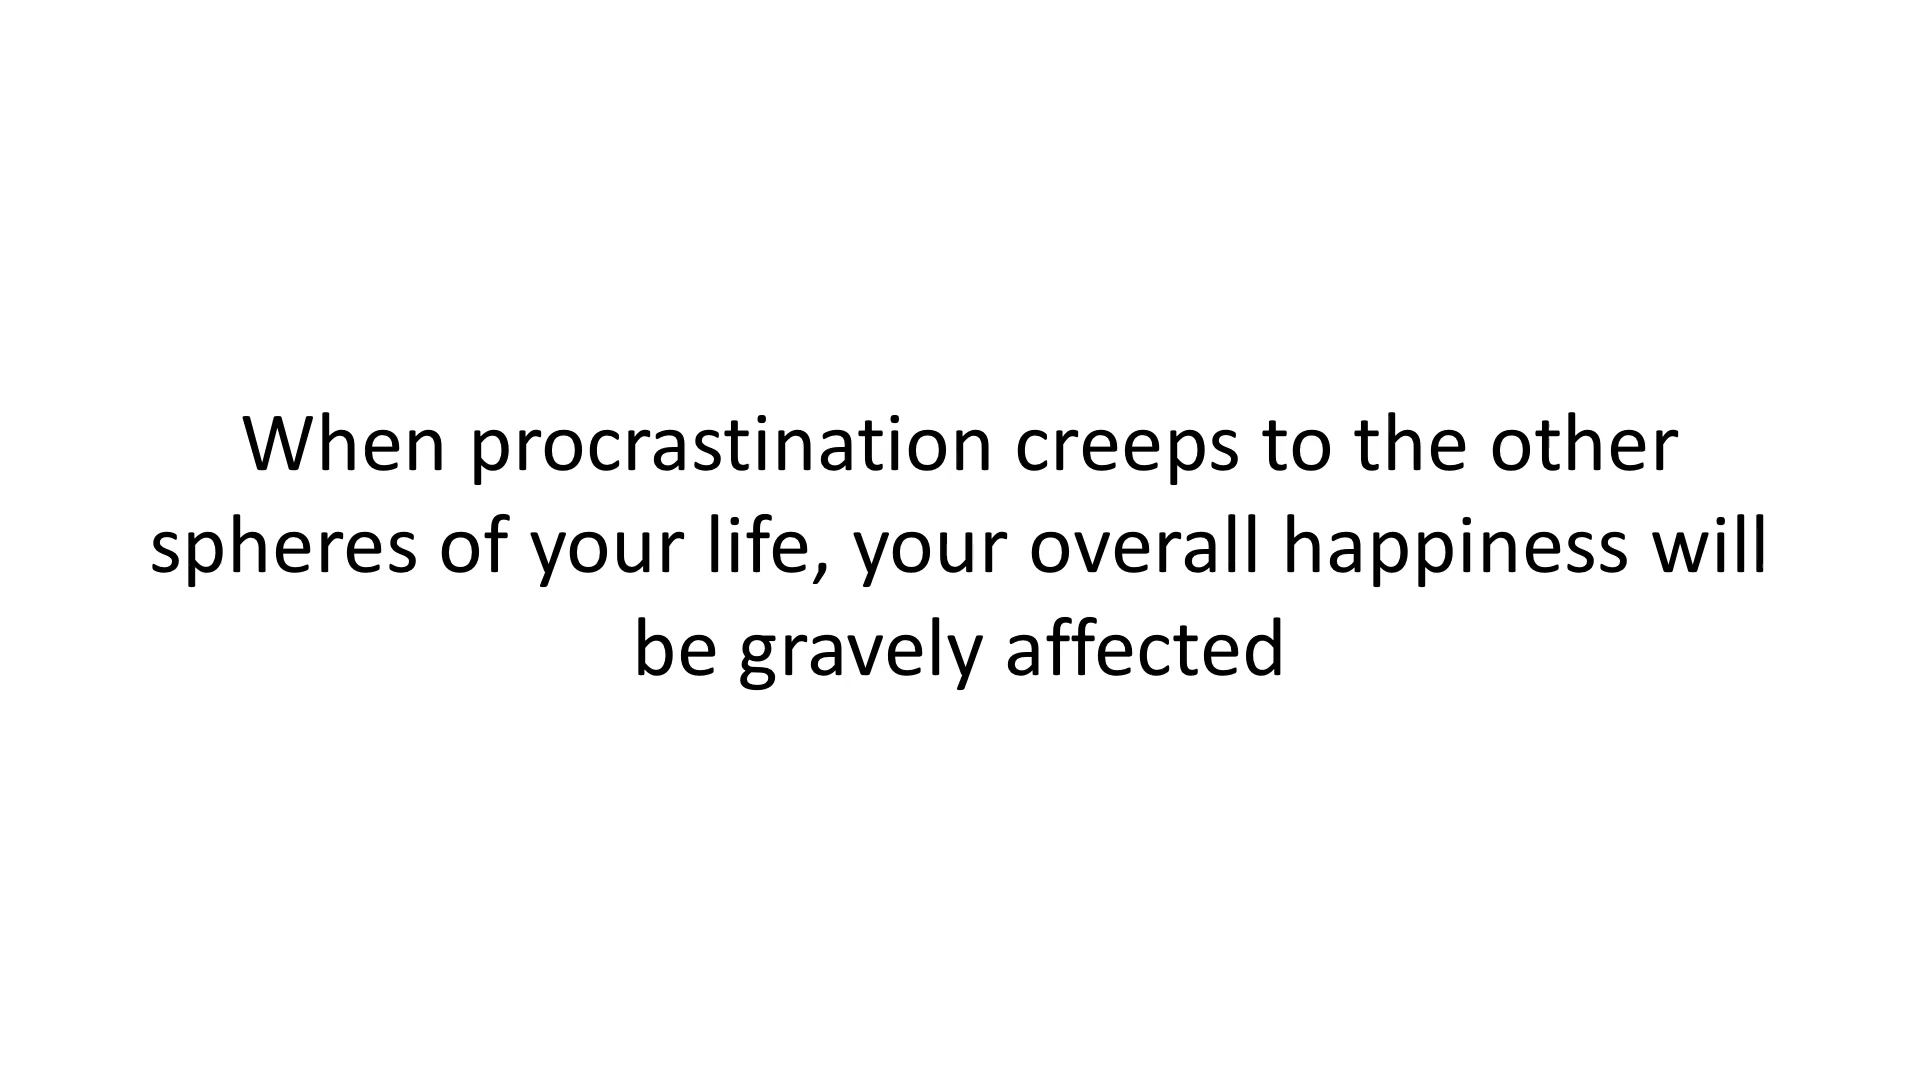 When procrastination creeps to the other
spheres of your life, your overall happiness will
be gravely affected